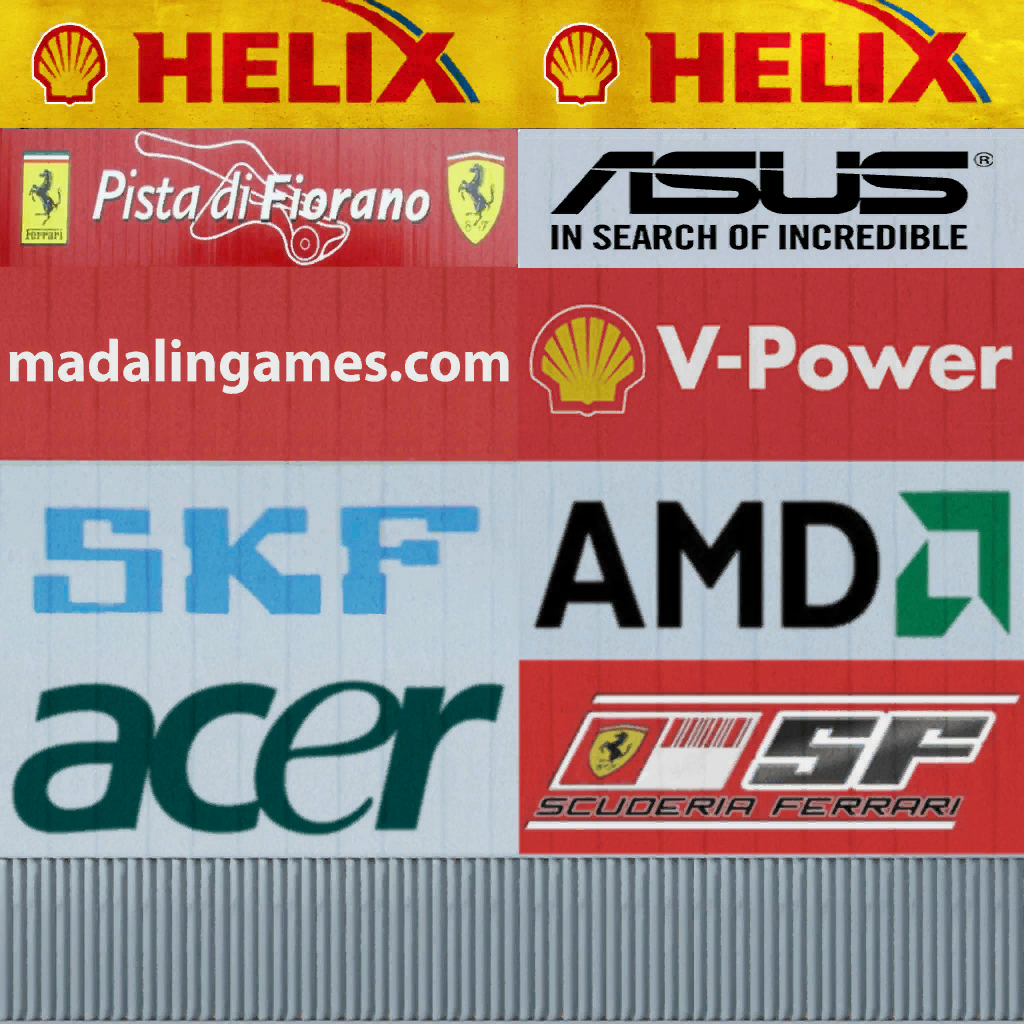 HELIX
HELIX
Ferrari
Pista di Fiorano
S F
ASUS®
IN SEARCH OF INCREDIBLE
madalingames.com
V-Power
SKF
AMD
acer
SF
SCUDERIA FERRARI